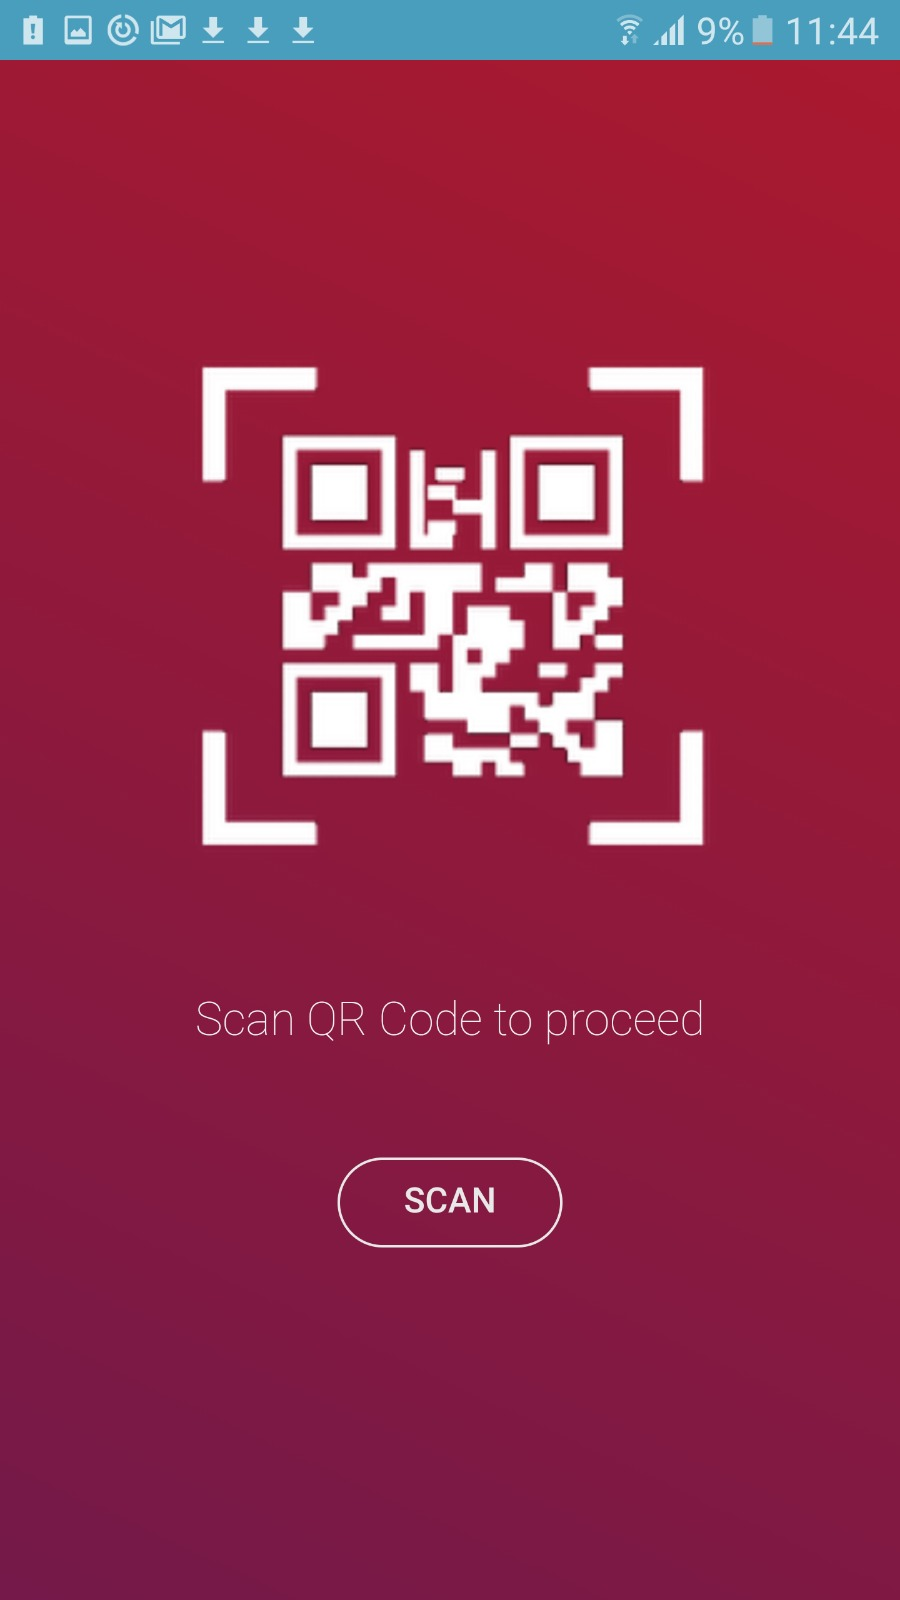 9% 11:44
Scan QR Code to proceed
SCAN